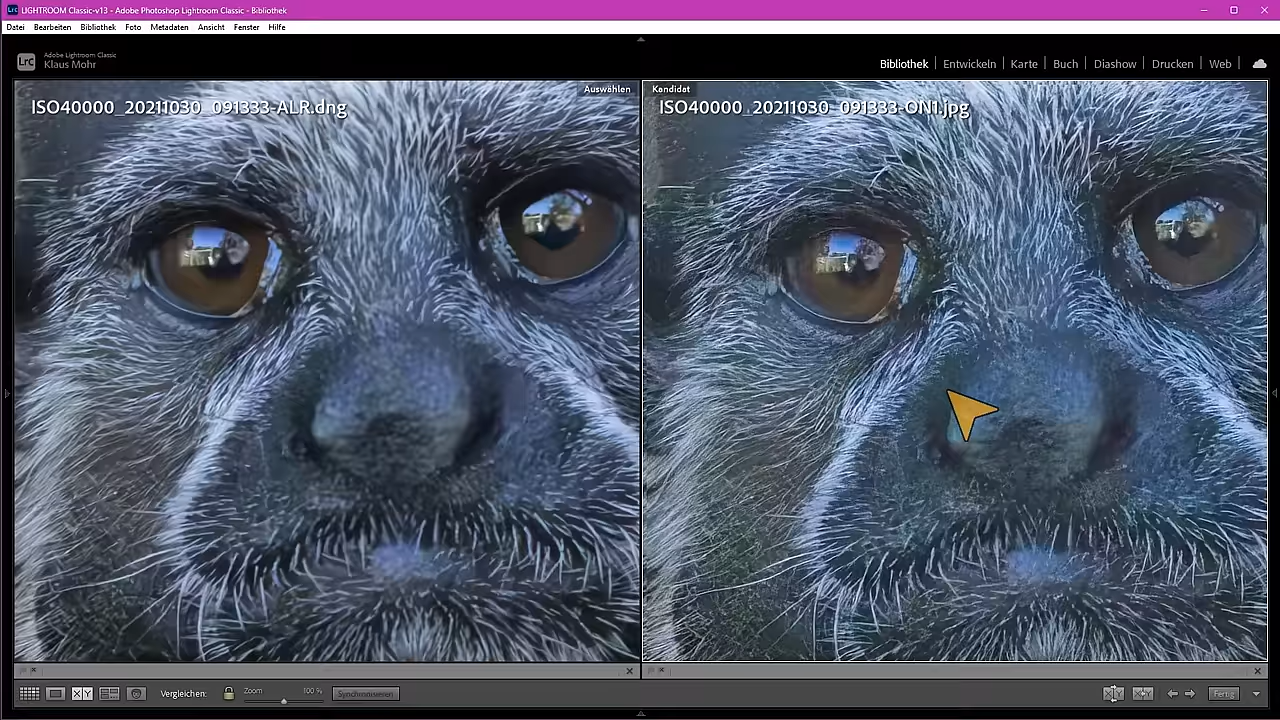 LrC LIGHTROOM Classic-v13 - Adobe Photoshop Lightroom Classic - Bibliothek
Datei Bearbeiten Bibliothek Foto Metadaten Ansicht Fenster Hilfe
LrC
Adobe Lightroom Classic
Klaus Mohr
Bibliothek | Entwickeln | Karte | Buch | Diashow | Drucken | Web
Auswählen
ISO40000_20211030_091333-ALR.dng
Kandidat
ISO40000_20211030_091333-ON1.jpg
X|Y Vergleichen: Zoom 100 % Synchronisieren X|Y X Y Fertig